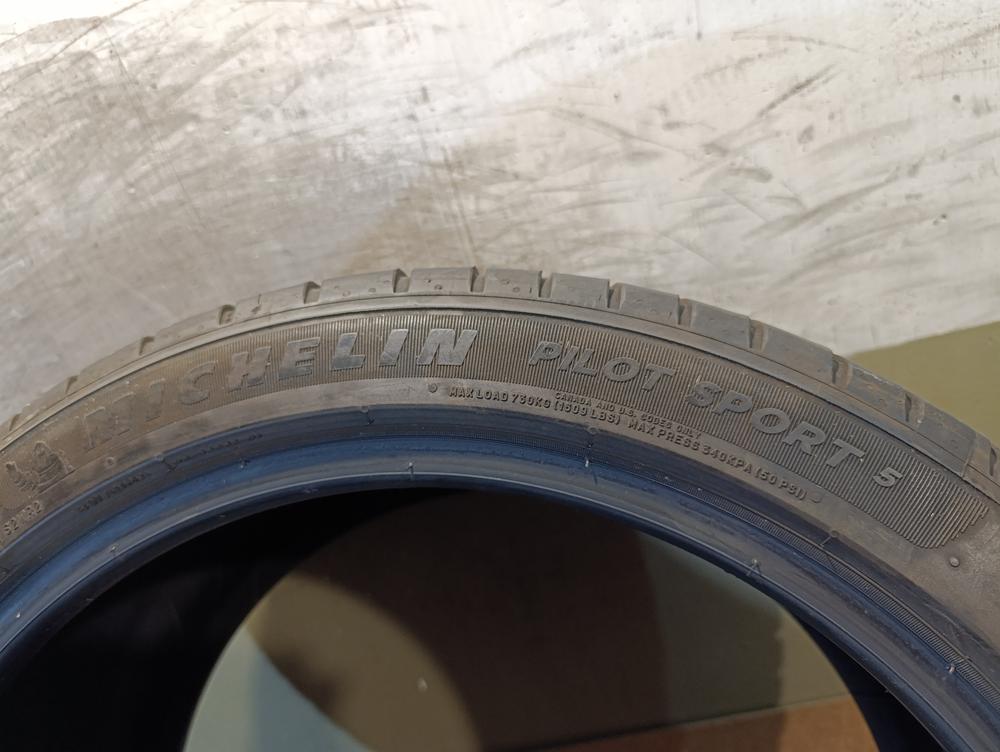 MICHELIN PILOT SPORT 5
CANADA AND U.S. CODES ONLY
MAX LOAD 730KG (1609 LBS) MAX PRESS 340KPA (50 PSI)